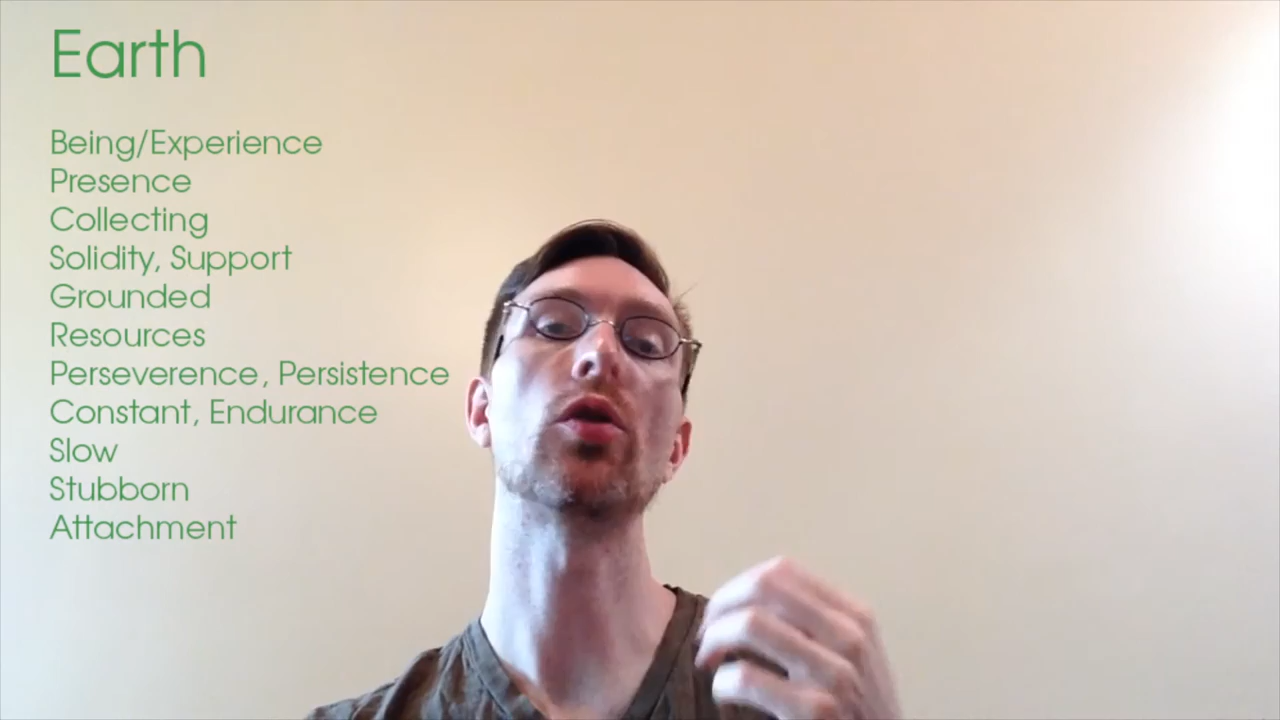 Earth
Being/Experience
Presence
Collecting
Solidity, Support
Grounded
Resources
Perseverence, Persistence
Constant, Endurance
Slow
Stubborn
Attachment